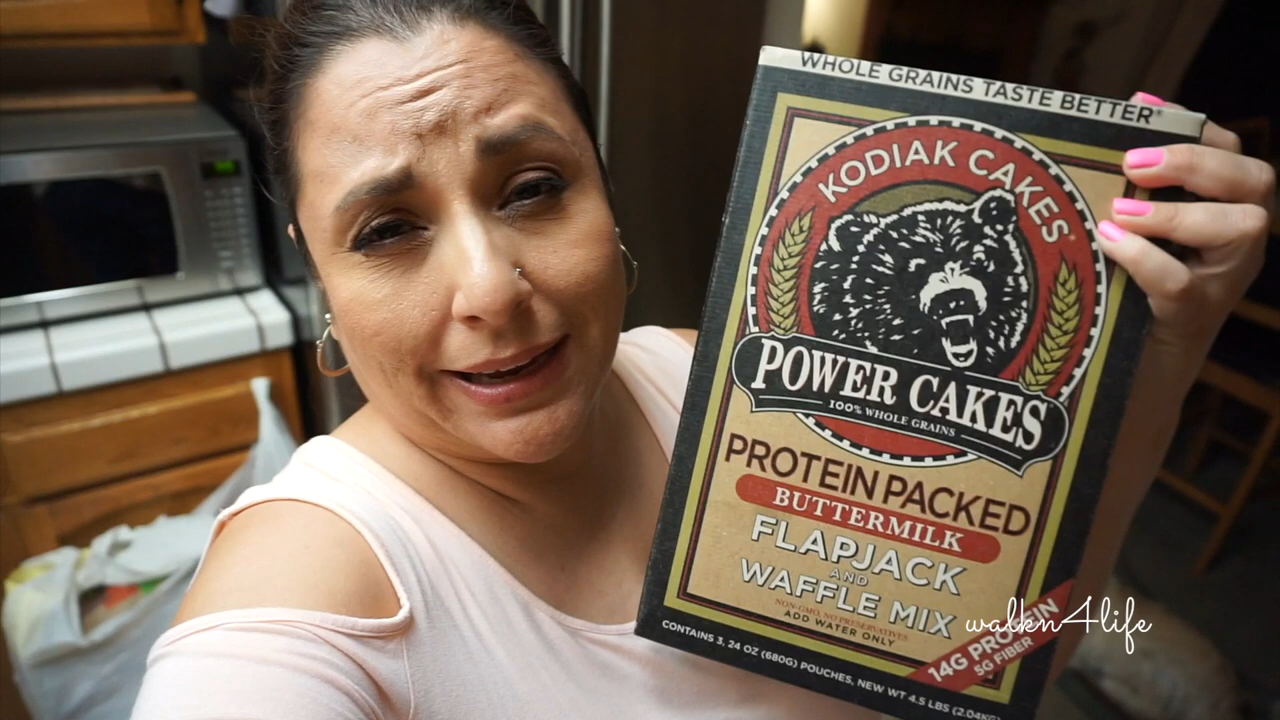 WHOLE GRAINS TASTE BETTER®
KODIAK CAKES®
POWER CAKES
100% WHOLE GRAINS
PROTEIN PACKED
BUTTERMILK
FLAPJACK
AND
WAFFLE MIX
NON-GMO, NO PRESERVATIVES
ADD WATER ONLY
14G PROTEIN
5G FIBER
CONTAINS 3, 24 OZ (680G) POUCHES, NEW WT 4.5 LBS (2.04KG)
walkn4life